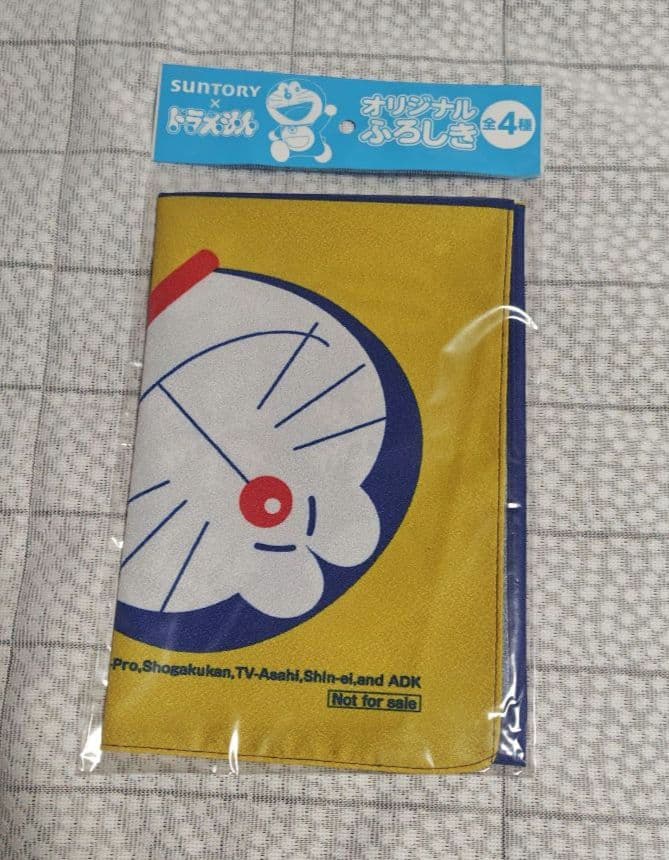 SUNTORY
×
ドラえもん
オリジナル
ふろしき
全4種
-Pro,Shogakukan,TV-Asahi,Shin-ei,and ADK
Not for sale